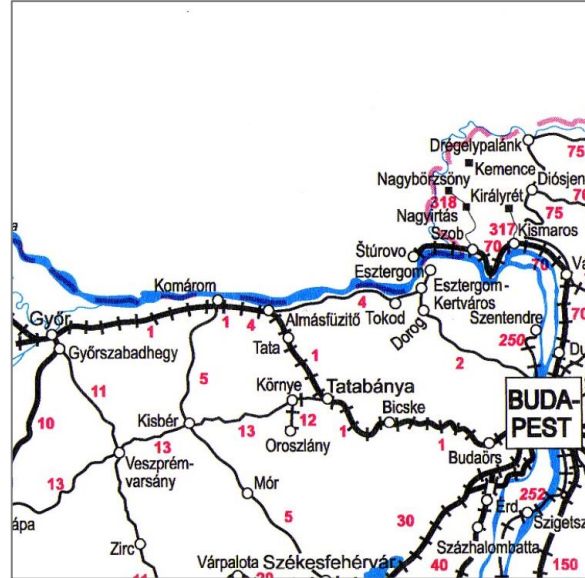 Drégelypalánk
75
Kemence
Nagybörzsöny
Diósjen
318
Királyrét
Nagyirtás
75
Szob
317
Kismaros
70
Štúrovo
Esztergom
70
Komárom
4
Esztergom-
Kertváros
1
4
Almásfüzitő
Tokod
Szentendre
70
Győr
1
Dorog
250
Győrszabadhegy
Tata
1
2
11
5
Környe
Tatabánya
BUDA-
PEST
10
Kisbér
13
12
Bicske
13
Oroszlány
1
1
Budaörs
13
Veszprém-
varsány
Mór
252
ápa
5
30
Érd
Szigetsz
Zirc
Százhalombatta
Várpalota
Székesfehérvár
40
150